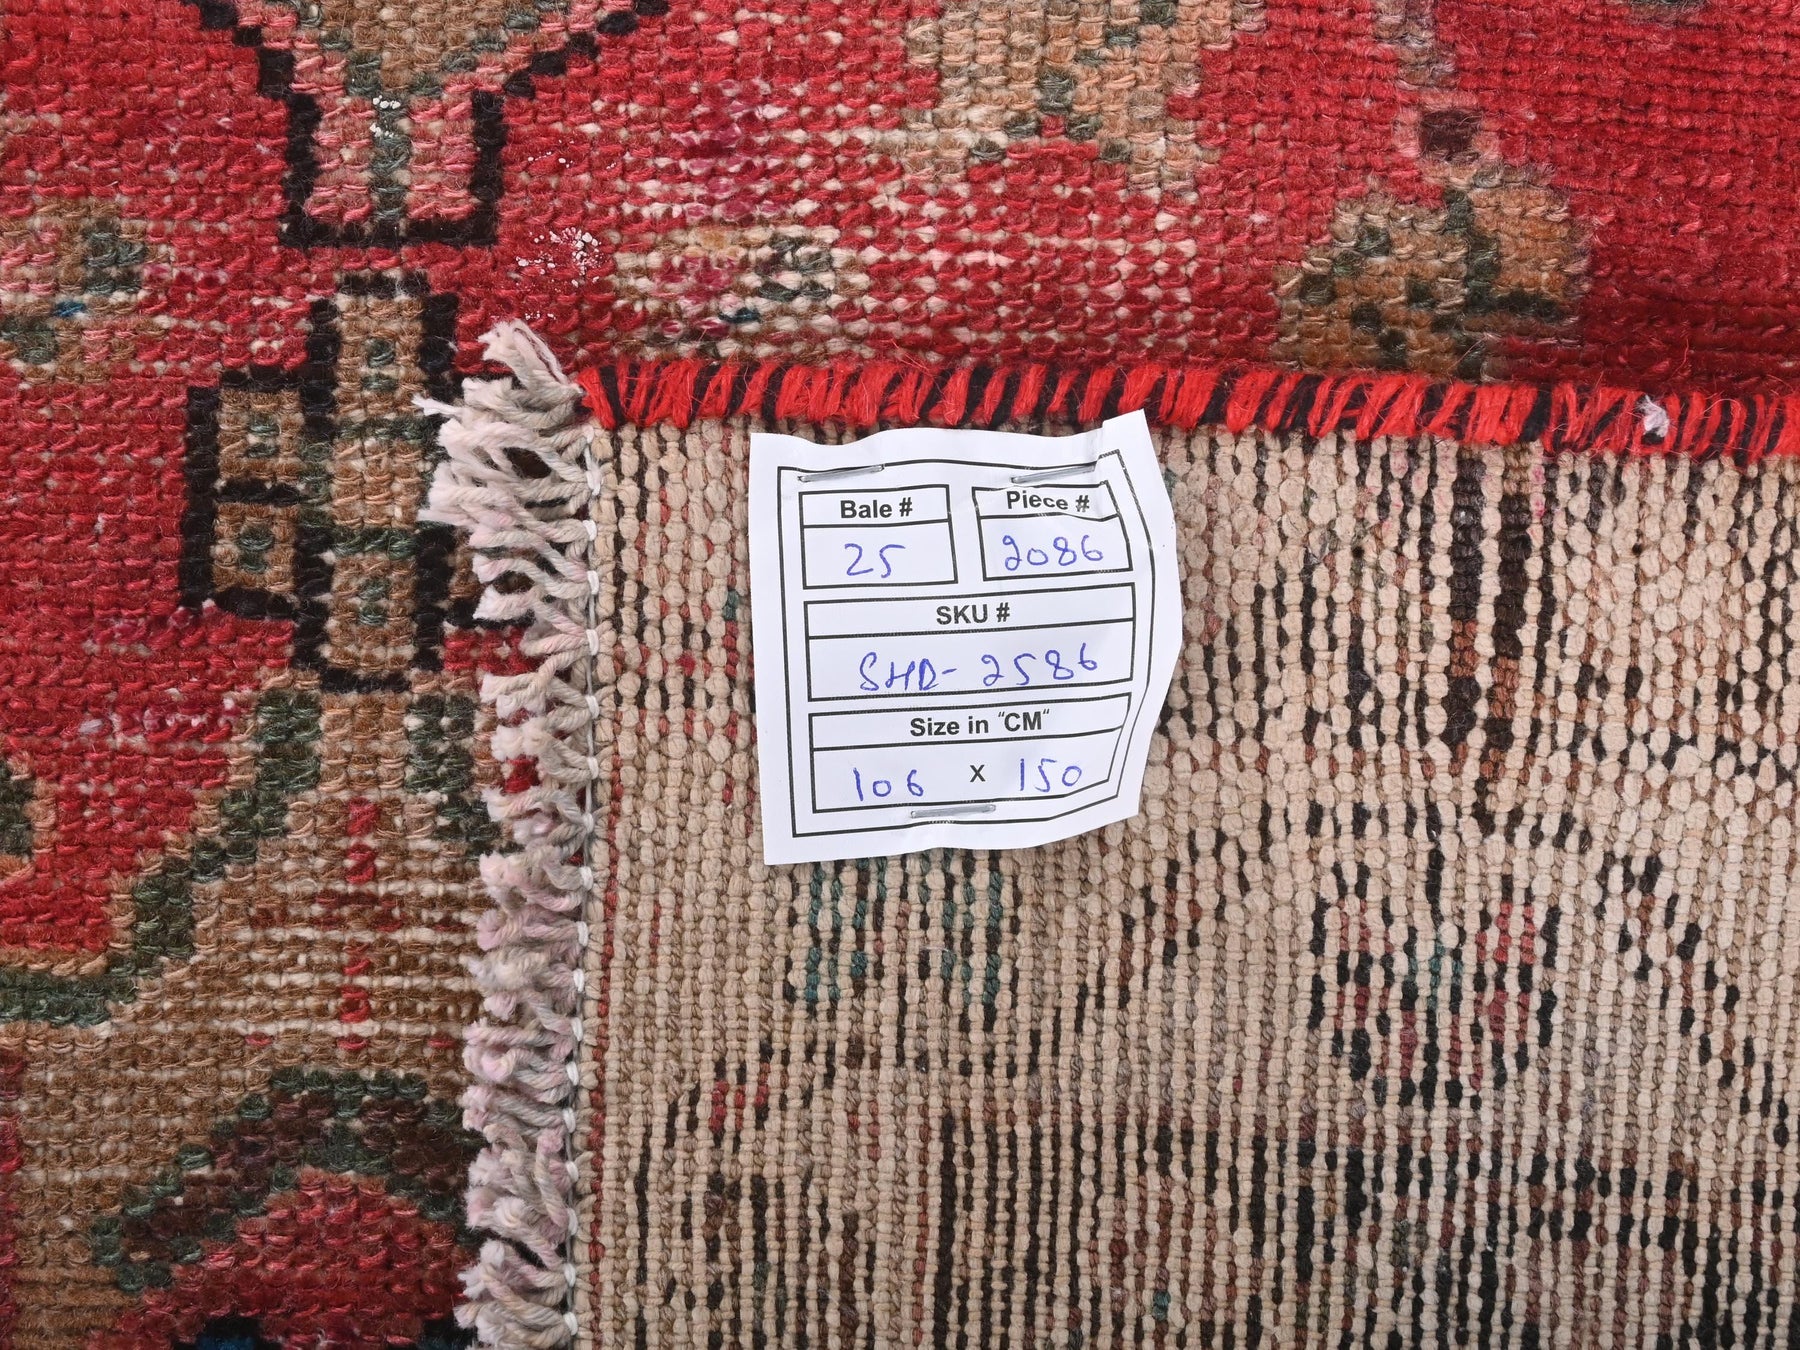 Bale # Piece #
25 2086
SKU #
SHD-2586
Size in "CM"
106 x 150